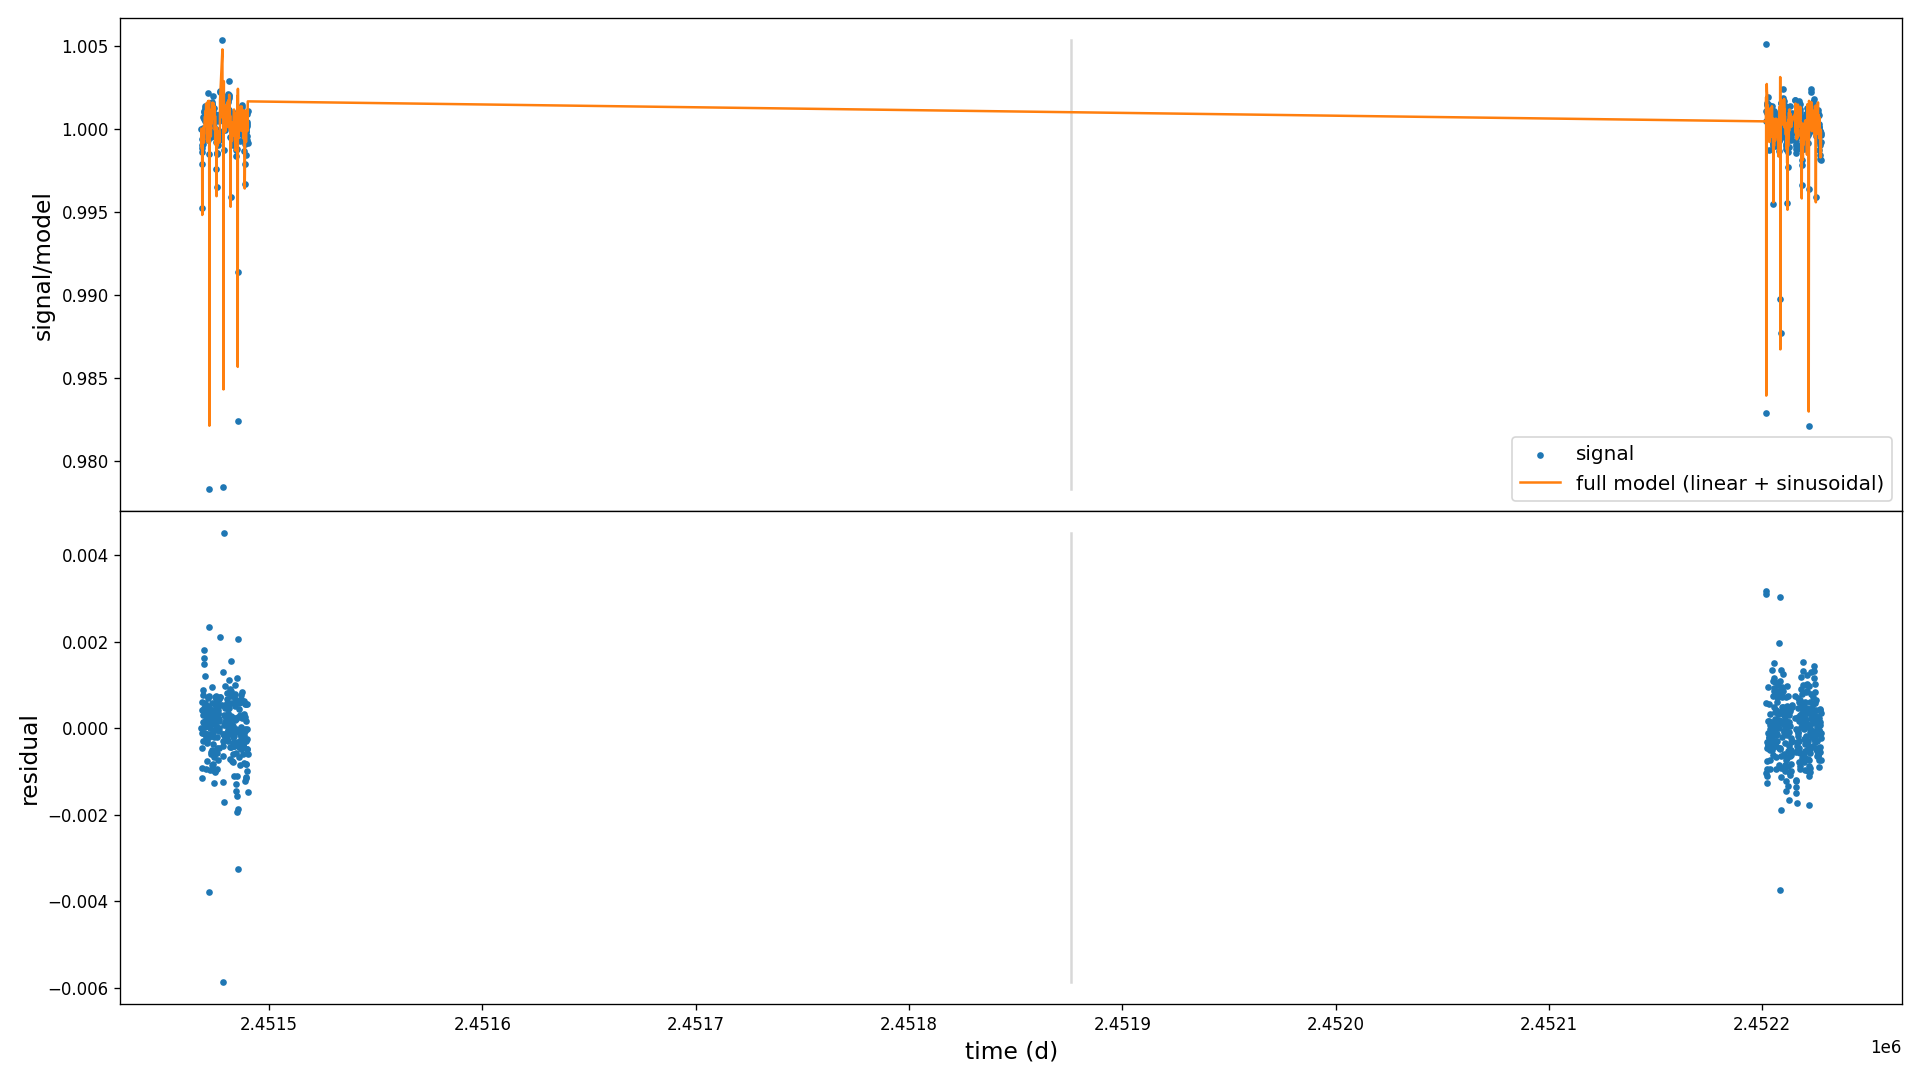 1.005
1.000
0.995
0.990
0.985
0.980
signal/model
signal
full model (linear + sinusoidal)
0.004
0.002
0.000
−0.002
−0.004
−0.006
residual
2.4515 2.4516 2.4517 2.4518 2.4519 2.4520 2.4521 2.4522
1e6
time (d)